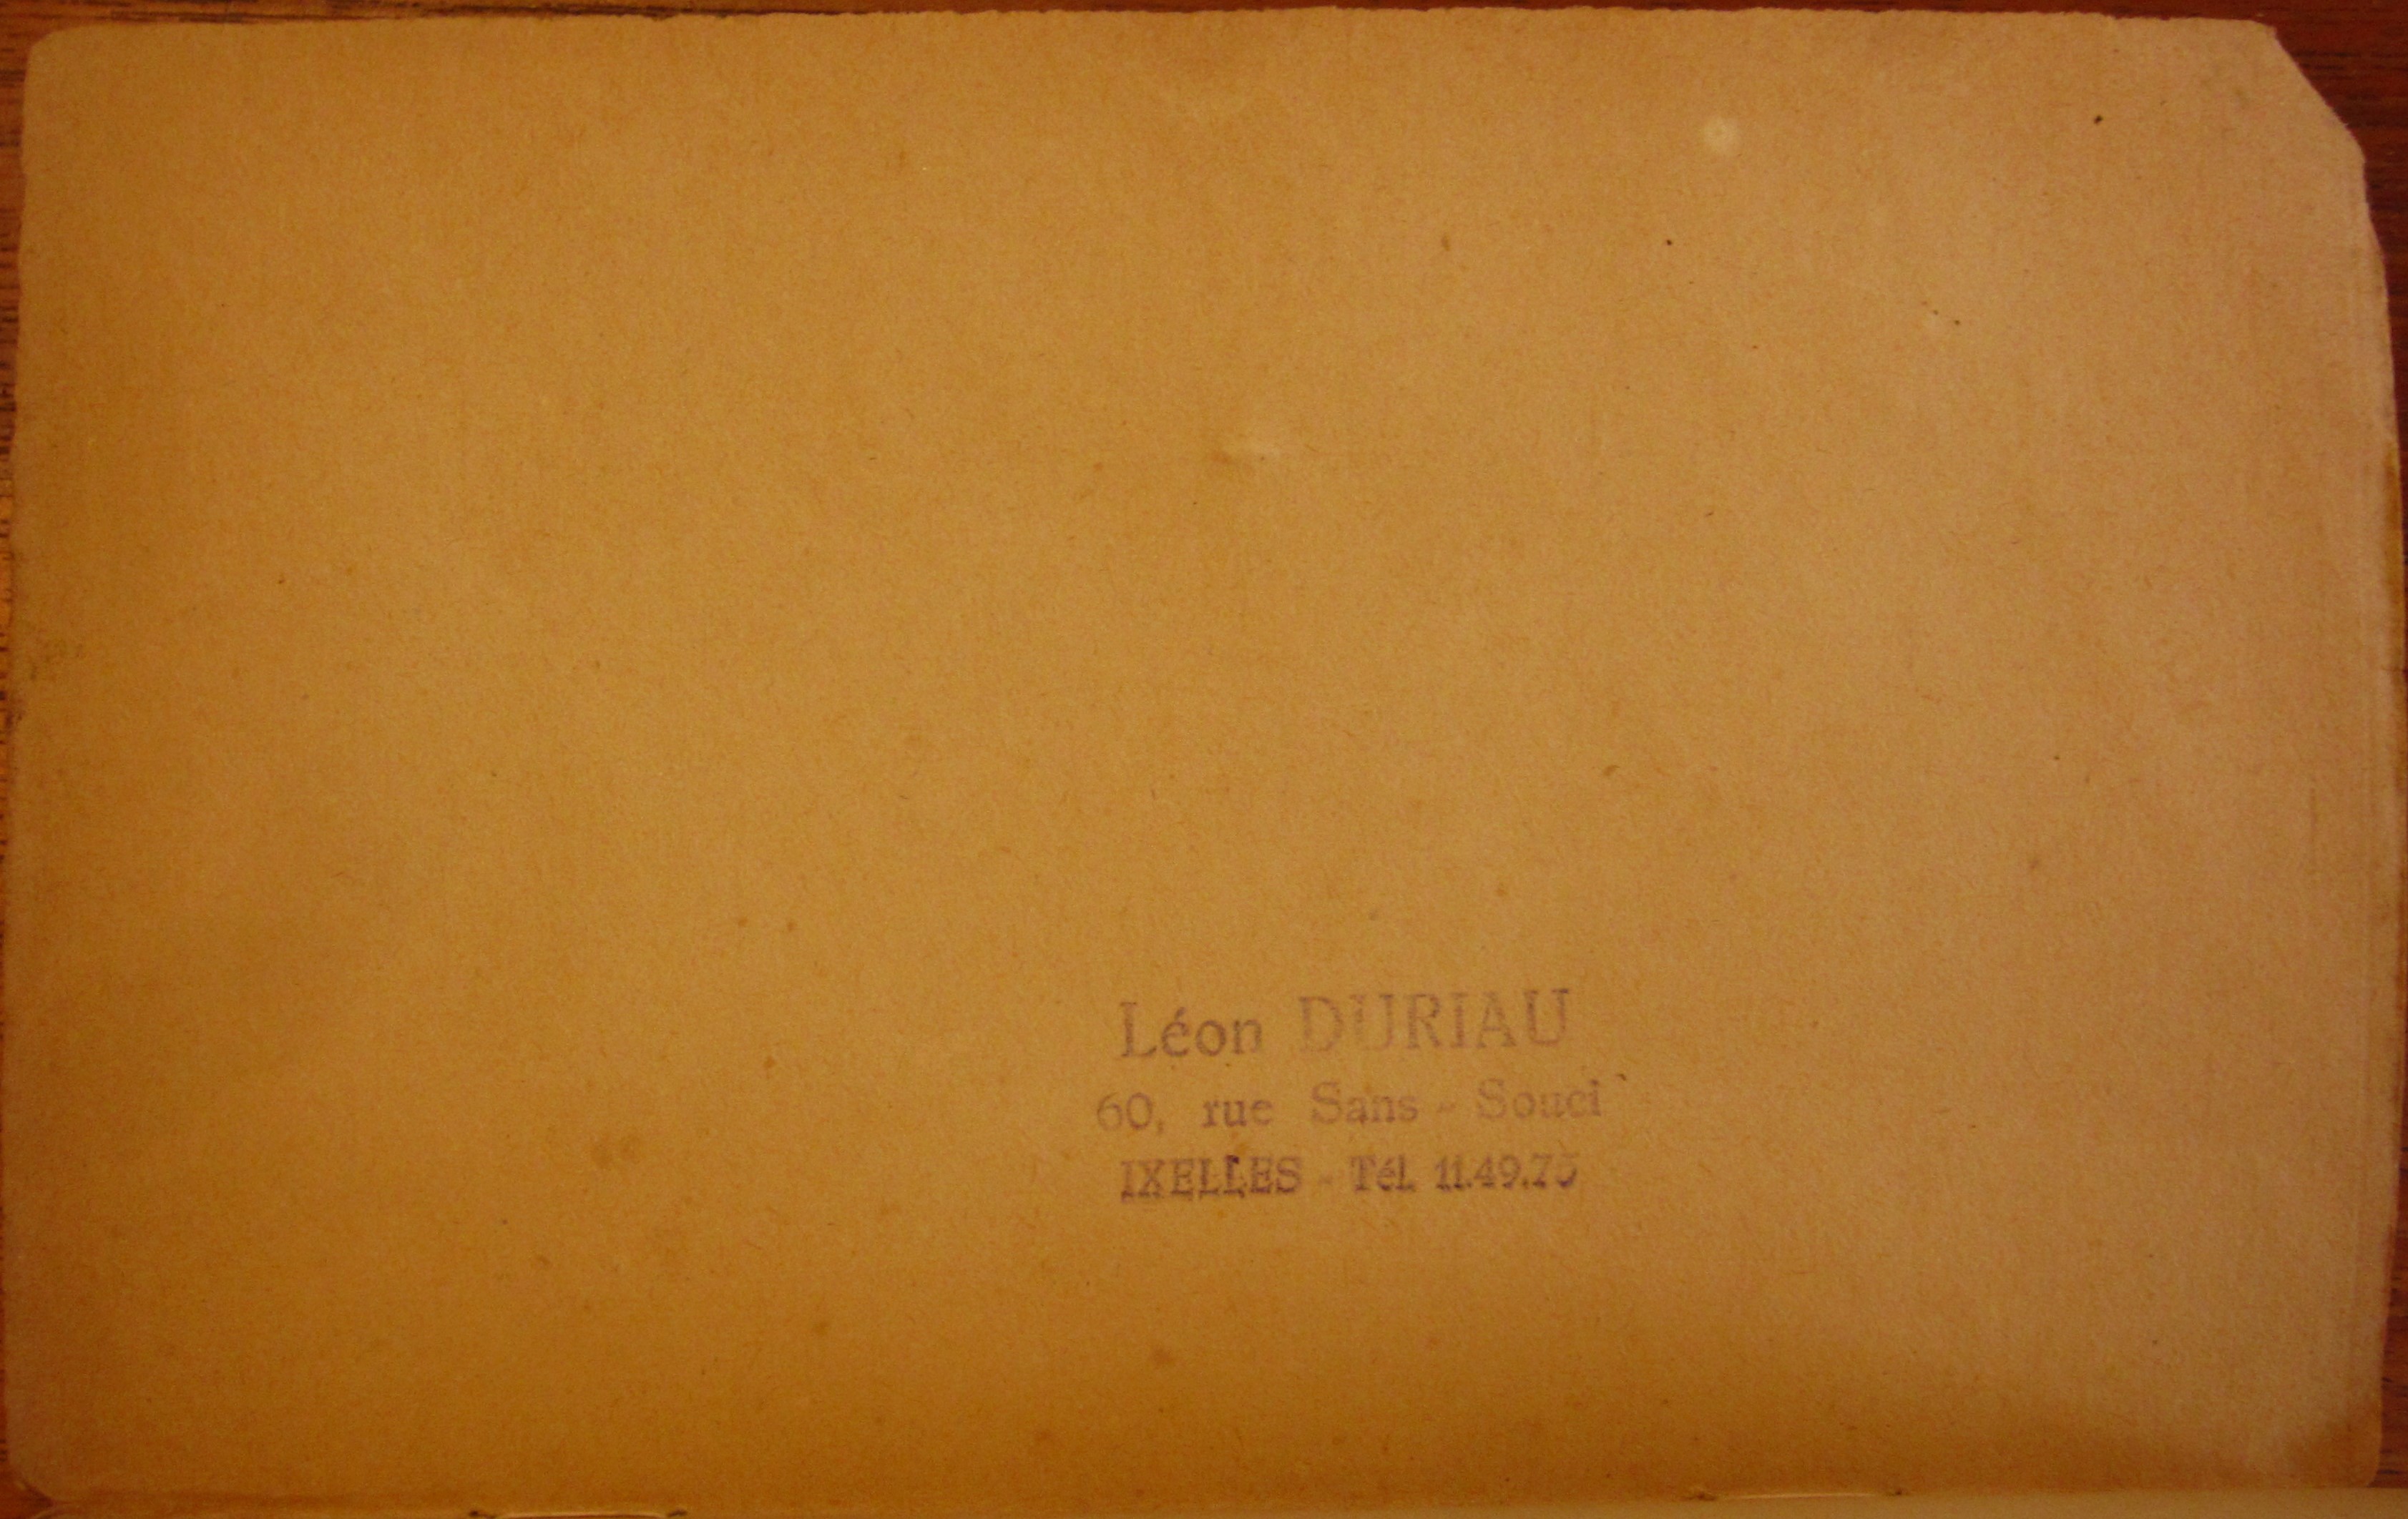 Léon DURIAU
60, rue Sans - Souci
IXELLES - Tél. 11.49.75